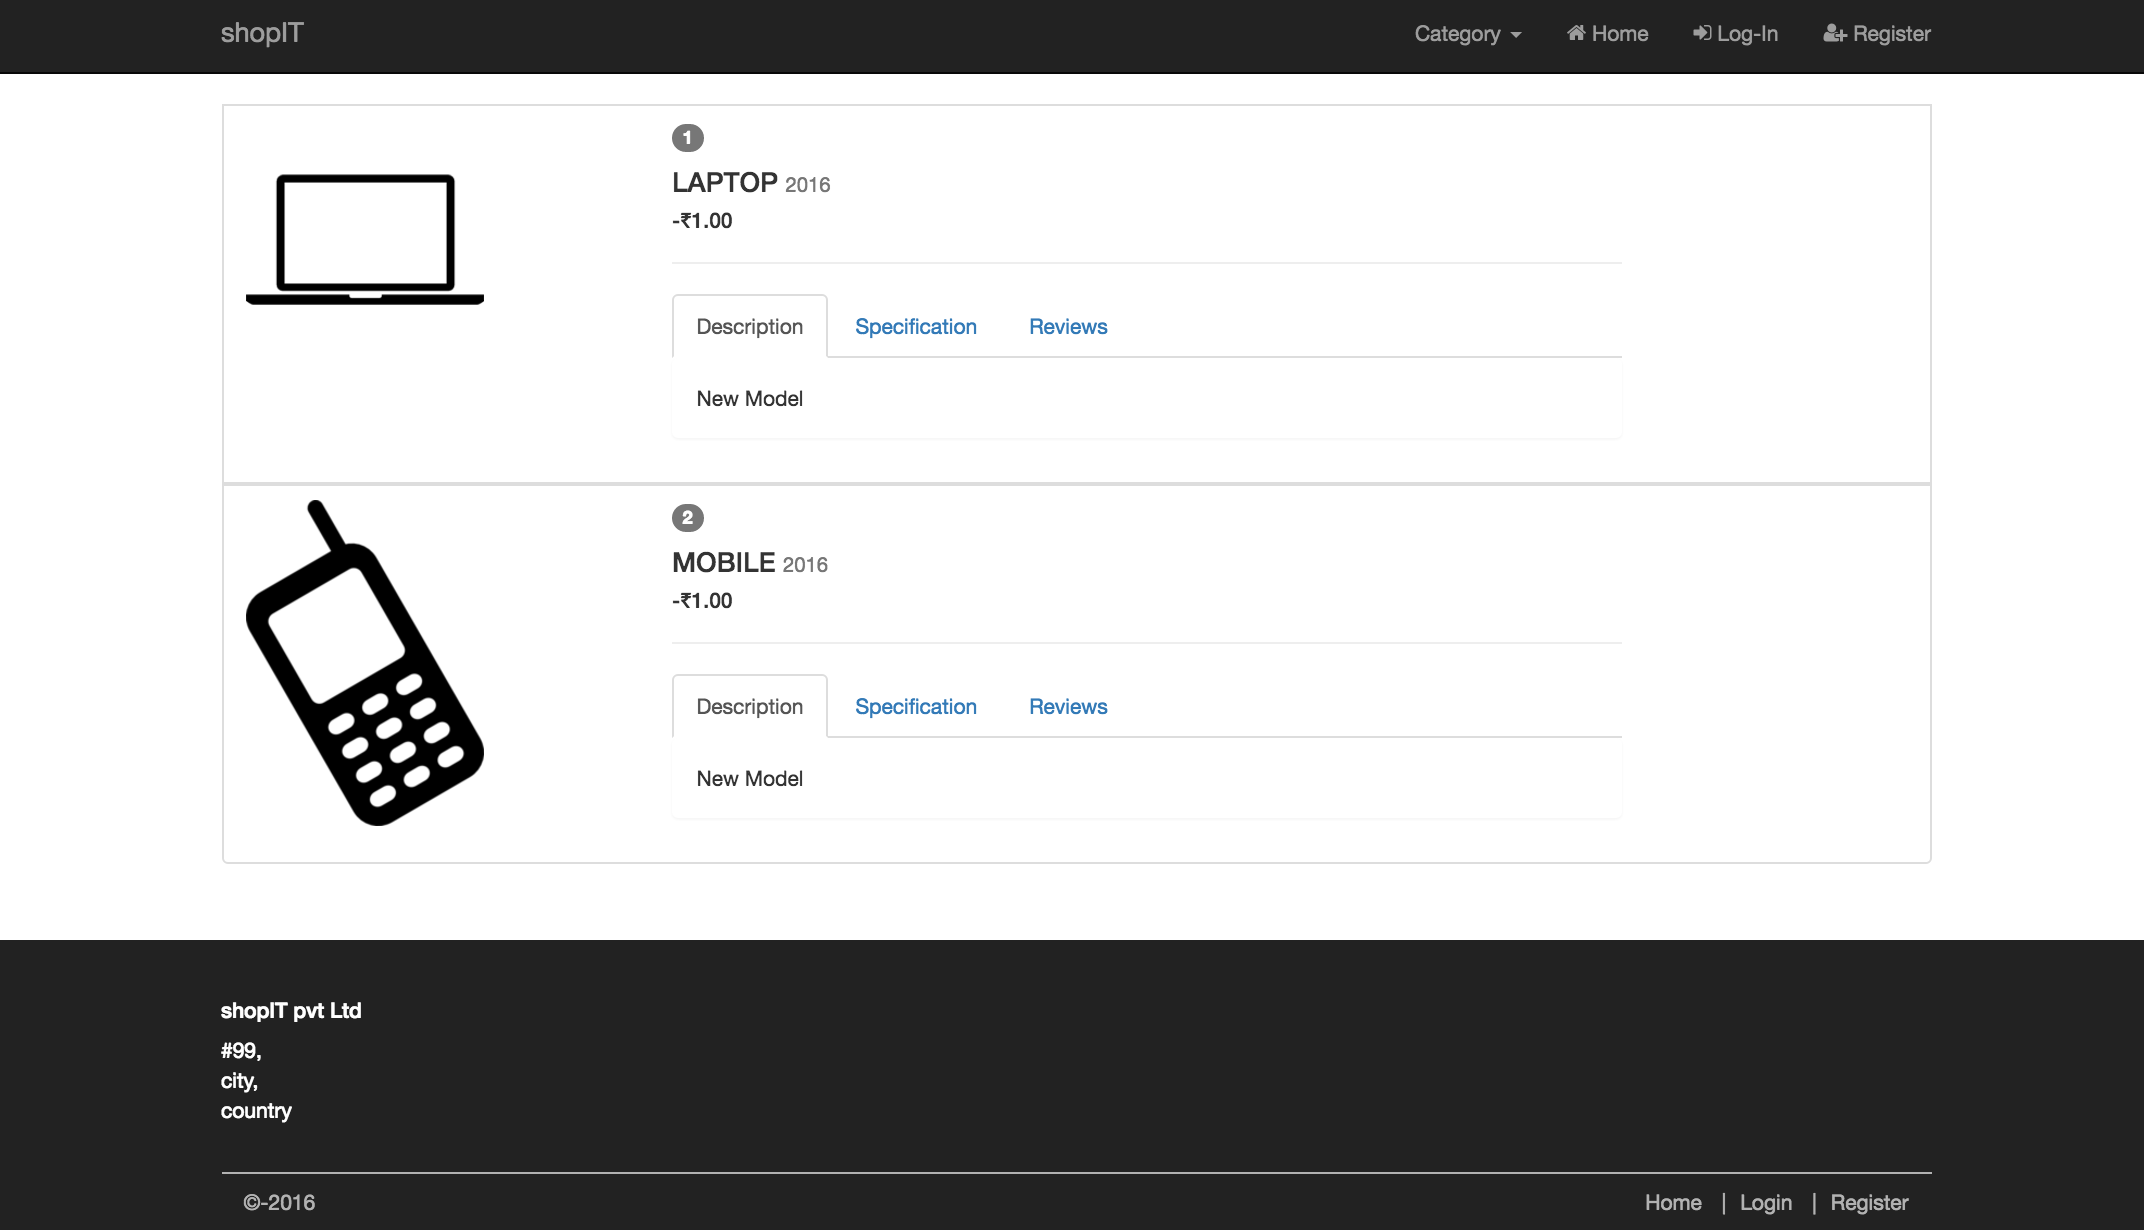 shopIT
Category Home Log-In Register
1
LAPTOP 2016
-₹1.00
Description Specification Reviews
New Model
2
MOBILE 2016
-₹1.00
Description Specification Reviews
New Model
shopIT pvt Ltd
#99,
city,
country
©-2016
Home | Login | Register